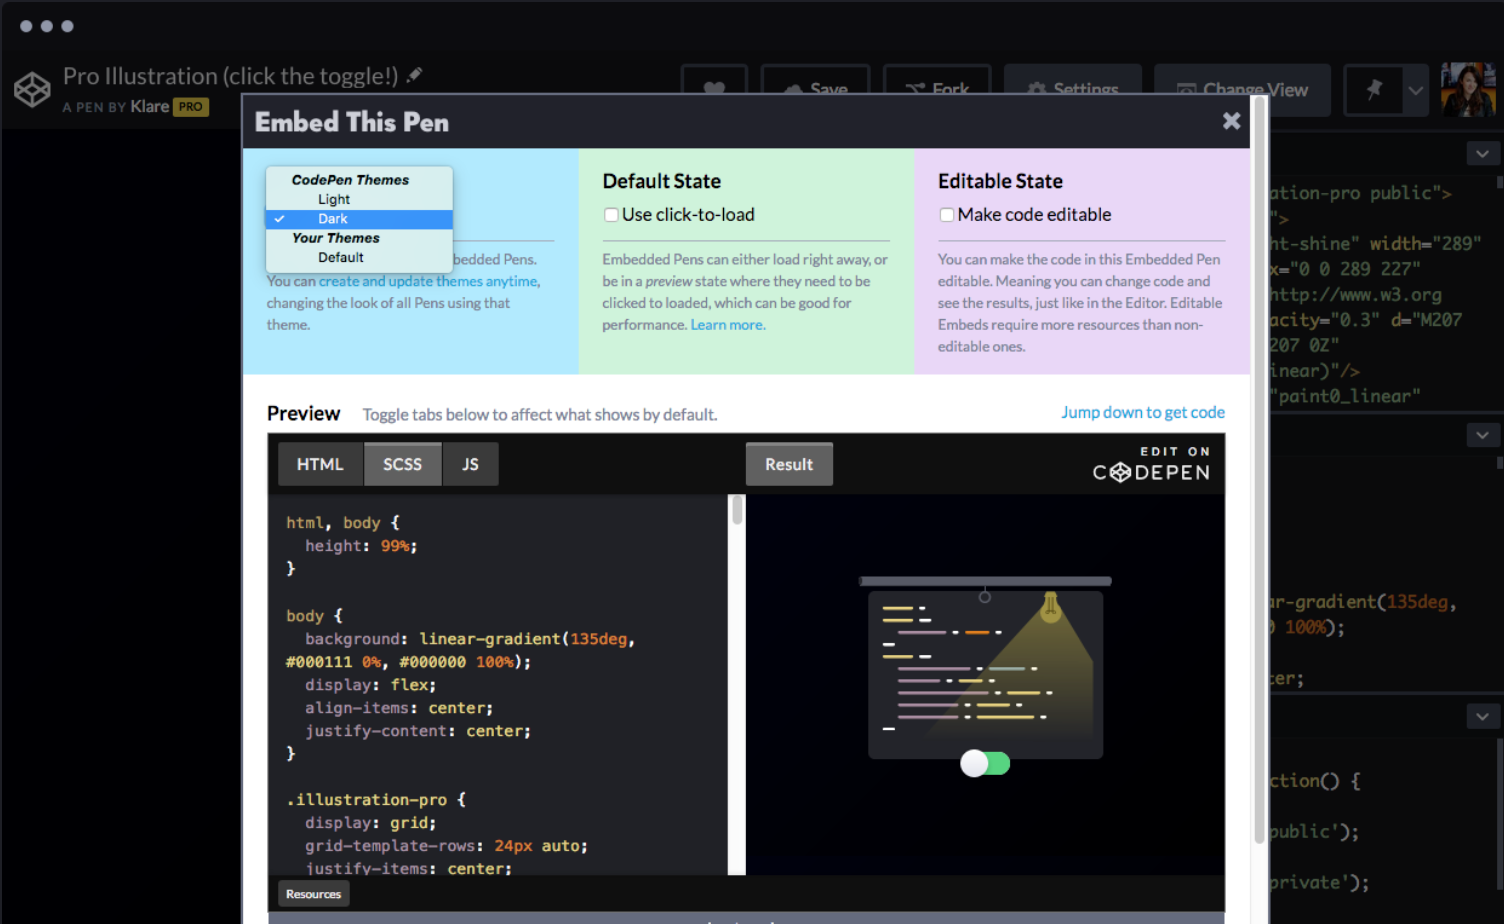 Pro Illustration (click the toggle!)
A PEN BY Klare PRO
Save
Fork
Settings
Change View
Embed This Pen
CodePen Themes
Light
Dark
Your Themes
Default
bedded Pens.
You can create and update themes anytime,
changing the look of all Pens using that
theme.
Default State
Use click-to-load
Embedded Pens can either load right away, or
be in a preview state where they need to be
clicked to loaded, which can be good for
performance. Learn more.
Editable State
Make code editable
You can make the code in this Embedded Pen
editable. Meaning you can change code and
see the results, just like in the Editor. Editable
Embeds require more resources than non-
editable ones.
Preview
Toggle tabs below to affect what shows by default.
Jump down to get code
HTML
SCSS
JS
Result
EDIT ON
CODEPEN
html, body {
height: 99%;
}
body {
background: linear-gradient(135deg,
#000111 0%, #000000 100%);
display: flex;
align-items: center;
justify-content: center;
}
.illustration-pro {
display: grid;
grid-template-rows: 24px auto;
justify-items: center;
Resources
ation-pro public">
">
ht-shine" width="289"
x="0 0 289 227"
http://www.w3.org
acity="0.3" d="M207
207 0Z"
inear)"/>
"paint0_linear"
ar-gradient(135deg,
0 100%);
ter;
ction() {
public');
private');